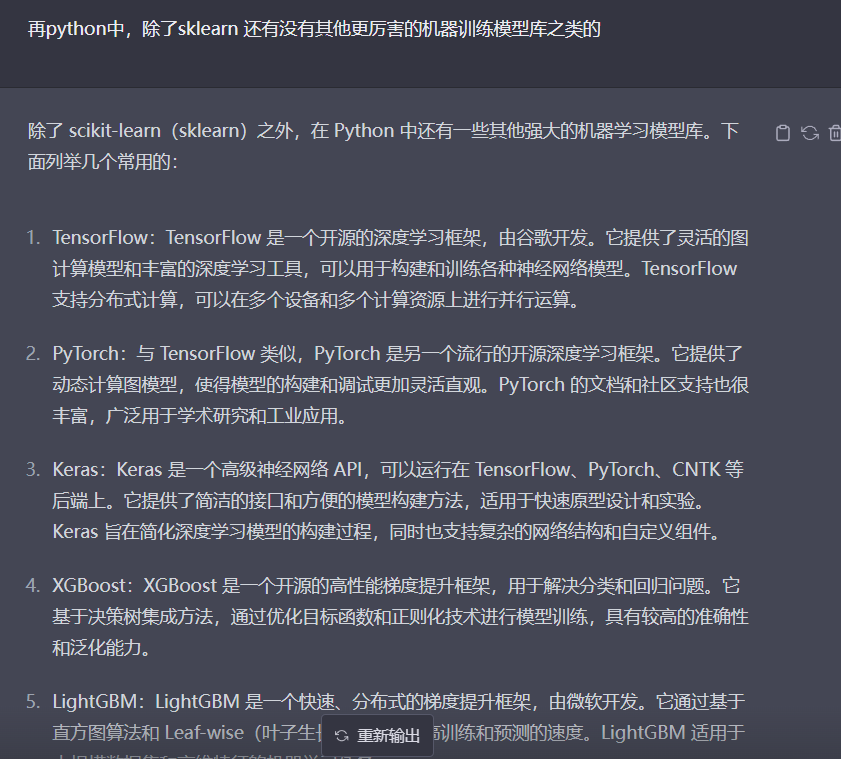 再python中，除了sklearn 还有没有其他更厉害的机器训练模型库之类的
除了 scikit-learn（sklearn）之外，在 Python 中还有一些其他强大的机器学习模型库。下
面列举几个常用的：
1. TensorFlow：TensorFlow 是一个开源的深度学习框架，由谷歌开发。它提供了灵活的图
计算模型和丰富的深度学习工具，可以用于构建和训练各种神经网络模型。TensorFlow
支持分布式计算，可以在多个设备和多个计算资源上进行并行运算。
2. PyTorch：与 TensorFlow 类似，PyTorch 是另一个流行的开源深度学习框架。它提供了
动态计算图模型，使得模型的构建和调试更加灵活直观。PyTorch 的文档和社区支持也很
丰富，广泛用于学术研究和工业应用。
3. Keras：Keras 是一个高级神经网络 API，可以运行在 TensorFlow、PyTorch、CNTK 等
后端上。它提供了简洁的接口和方便的模型构建方法，适用于快速原型设计和实验。
Keras 旨在简化深度学习模型的构建过程，同时也支持复杂的网络结构和自定义组件。
4. XGBoost：XGBoost 是一个开源的高性能梯度提升框架，用于解决分类和回归问题。它
基于决策树集成方法，通过优化目标函数和正则化技术进行模型训练，具有较高的准确性
和泛化能力。
5. LightGBM：LightGBM 是一个快速、分布式的梯度提升框架，由微软开发。它通过基于
直方图算法和 Leaf-wise（叶子生 高训练和预测的速度。LightGBM 适用于
重新输出